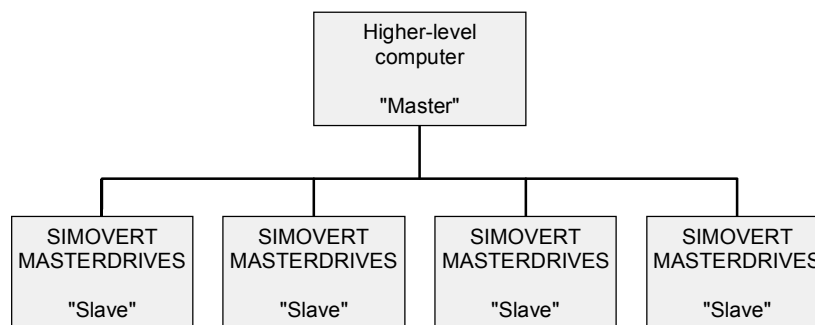 Higher-level
computer
"Master"
SIMOVERT
MASTERDRIVES
"Slave"
SIMOVERT
MASTERDRIVES
"Slave"
SIMOVERT
MASTERDRIVES
"Slave"
SIMOVERT
MASTERDRIVES
"Slave"